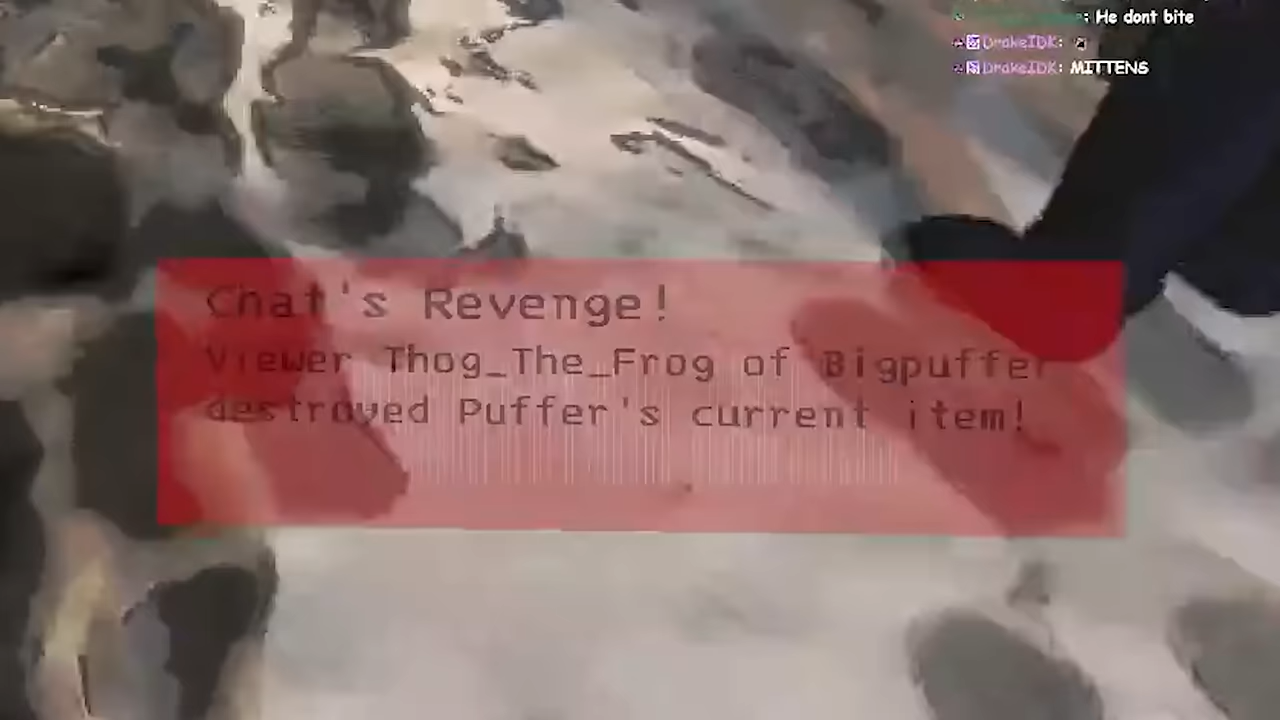 : He dont bite
DrakeIDK:
DrakeIDK: MITTENS
Chat's Revenge!
Viewer Thog_The_Frog of Bigpuffer
destroyed Puffer's current item!